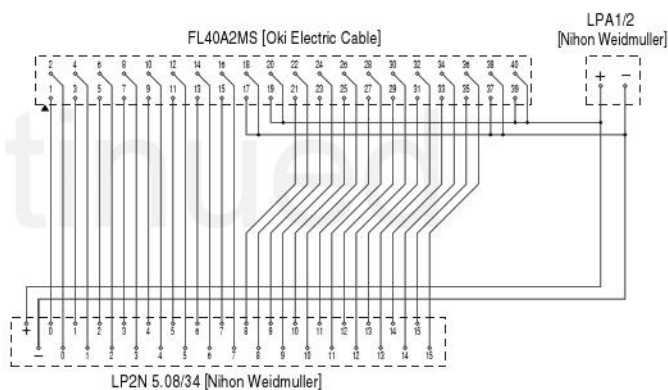 LPA1/2
FL40A2MS [Oki Electric Cable]
[Nihon Weidmuller]
2 4 6 8 10 12 14 16 18 20 22 24 26 28 30 32 34 36 38 40
+ −
1 3 5 7 9 11 13 15 17 19 21 23 25 27 29 31 33 35 37 39
tinued
+ 0 1 2 3 4 5 6 7 8 9 10 11 12 13 14 15
− 0 1 2 3 4 5 6 7 8 9 10 11 12 13 14 15
LP2N 5.08/34 [Nihon Weidmuller]